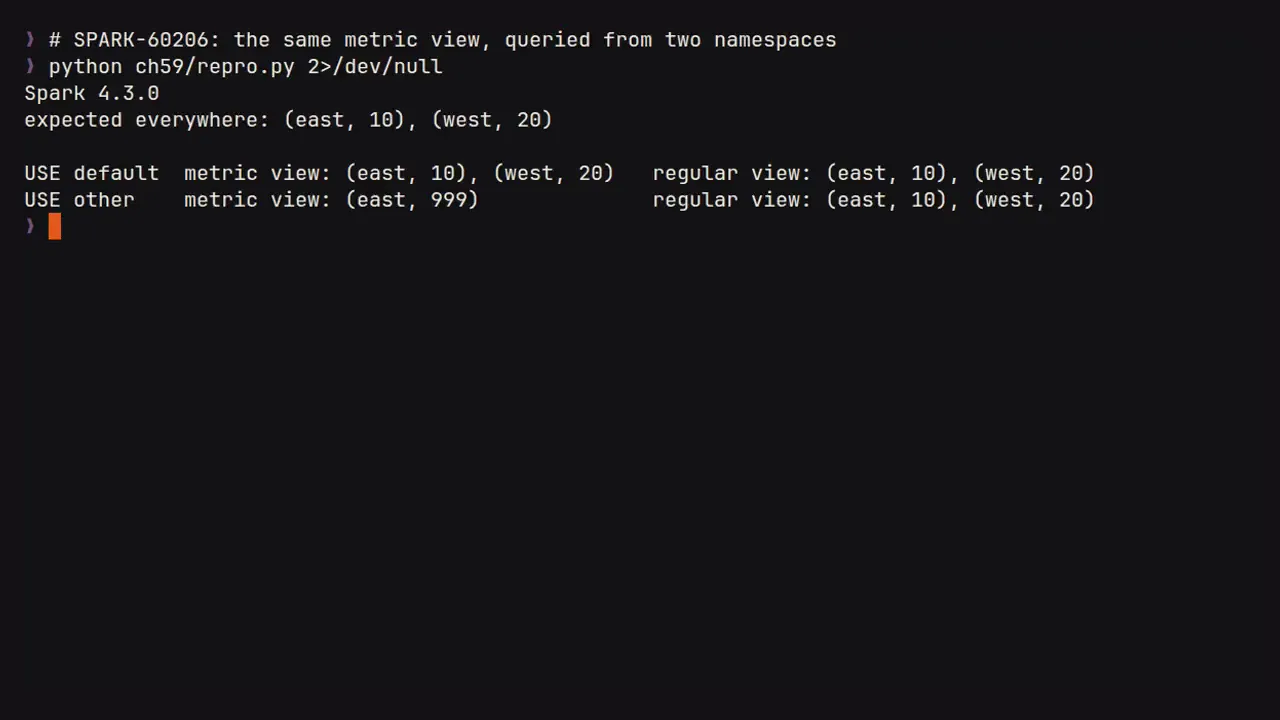 ❯ # SPARK-60206: the same metric view, queried from two namespaces
❯ python ch59/repro.py 2>/dev/null
Spark 4.3.0
expected everywhere: (east, 10), (west, 20)
USE default  metric view: (east, 10), (west, 20)   regular view: (east, 10), (west, 20)
USE other    metric view: (east, 999)              regular view: (east, 10), (west, 20)
❯